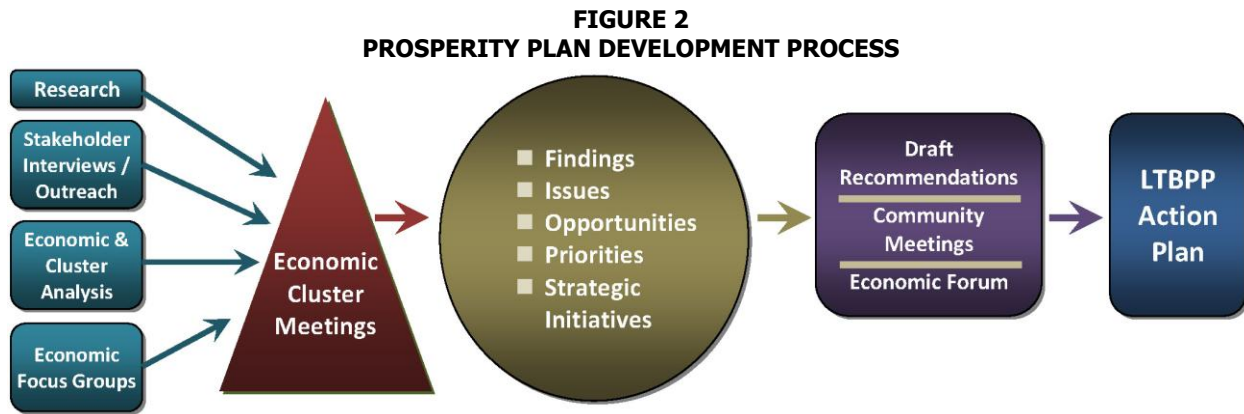 FIGURE 2
PROSPERITY PLAN DEVELOPMENT PROCESS
Research
Stakeholder
Interviews /
Outreach
Economic &
Cluster
Analysis
Economic
Focus Groups
Economic
Cluster
Meetings
Findings
Issues
Opportunities
Priorities
Strategic
Initiatives
Draft
Recommendations
Community
Meetings
Economic Forum
LTBPP
Action
Plan